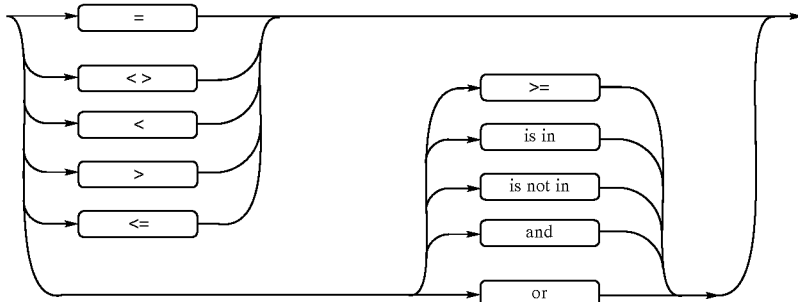 =
< >
<
>
<=
>=
is in
is not in
and
or